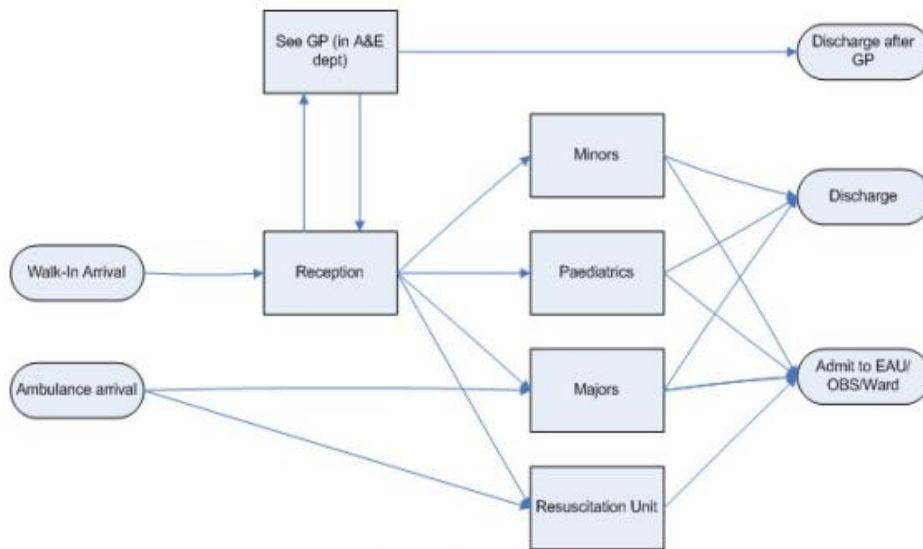 See GP (in A&E
dept)
Discharge after
GP
Minors
Discharge
Walk-In Arrival
Reception
Paediatrics
Ambulance arrival
Majors
Admit to EAU/
OBS/Ward
Resuscitation Unit